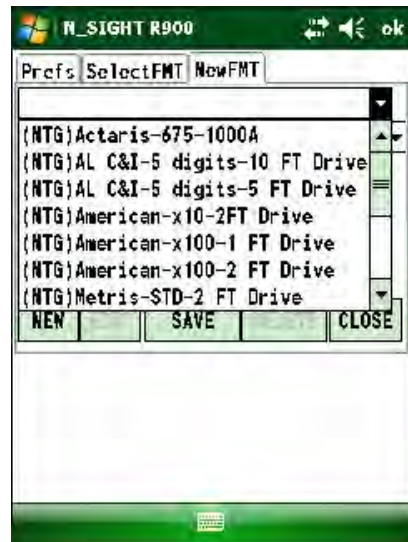 N_SIGHT R900 ok
Prefs SelectFMT NewFMT
(NTG)Actaris-675-1000A
(NTG)AL C&I-5 digits-10 FT Drive
(NTG)AL C&I-5 digits-5 FT Drive
(NTG)American-x10-2FT Drive
(NTG)American-x100-1 FT Drive
(NTG)American-x100-2 FT Drive
(NTG)Metris-STD-2 FT Drive
NEW SAVE CLOSE